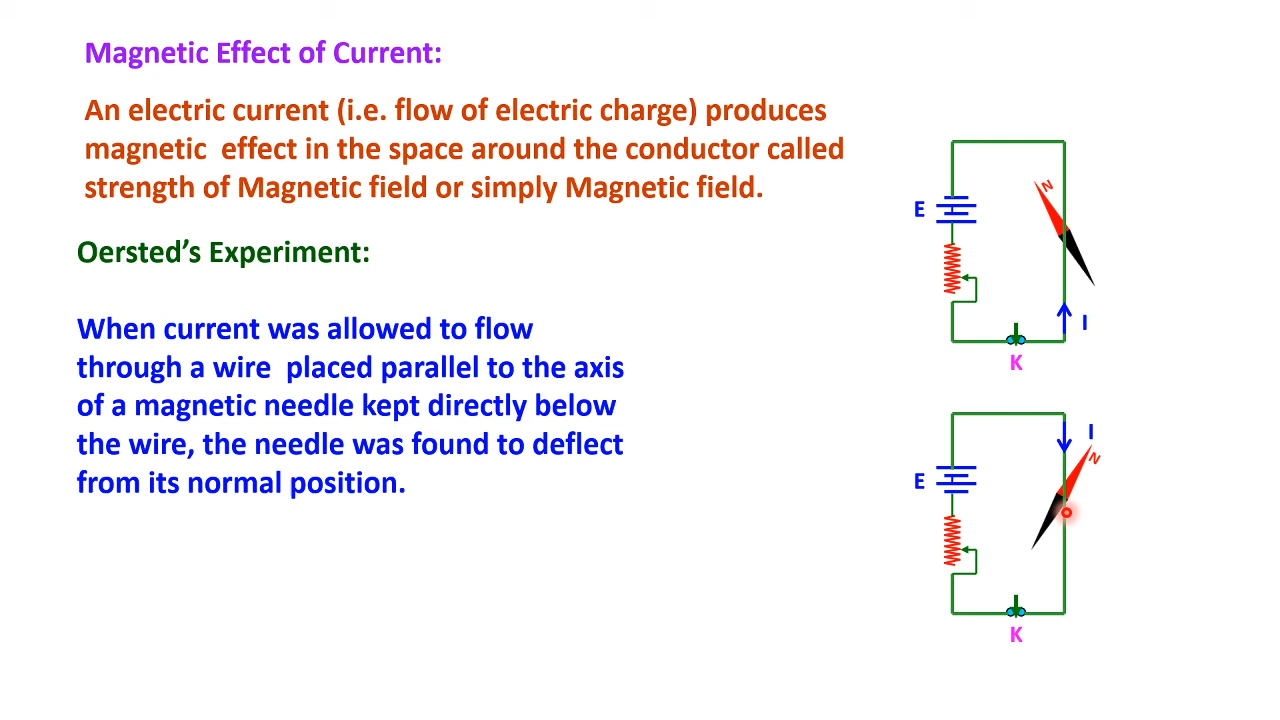 Magnetic Effect of Current:
An electric current (i.e. flow of electric charge) produces
magnetic effect in the space around the conductor called
strength of Magnetic field or simply Magnetic field.
Oersted’s Experiment:
When current was allowed to flow
through a wire placed parallel to the axis
of a magnetic needle kept directly below
the wire, the needle was found to deflect
from its normal position.
N
E
I
K
I
N
E
K